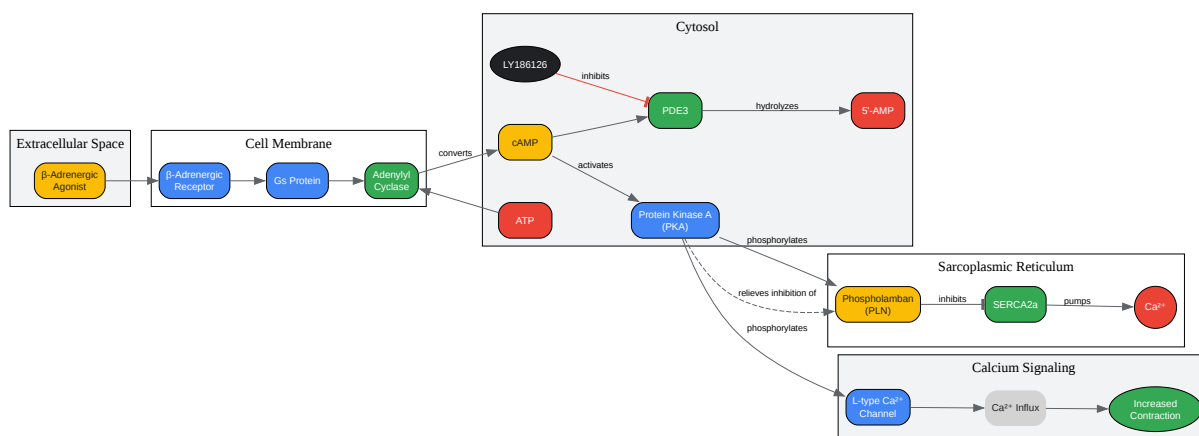 Cytosol
LY186126
inhibits
PDE3
hydrolyzes
5'-AMP
Extracellular Space
β-Adrenergic
Agonist
Cell Membrane
β-Adrenergic
Receptor
Gs Protein
Adenylyl
Cyclase
converts
cAMP
activates
ATP
Protein Kinase A
(PKA)
phosphorylates
relieves inhibition of
phosphorylates
Sarcoplasmic Reticulum
Phospholamban
(PLN)
inhibits
SERCA2a
pumps
Ca²⁺
Calcium Signaling
L-type Ca²⁺
Channel
Ca²⁺ Influx
Increased
Contraction